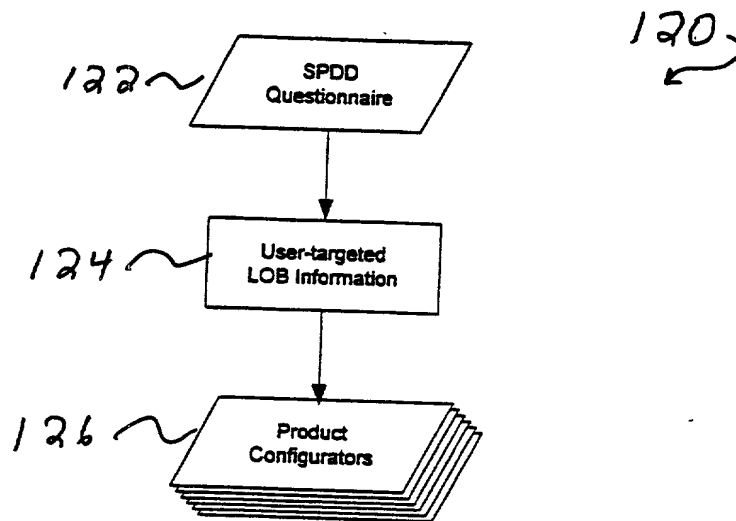 120
122
SPDD
Questionnaire
124
User-targeted
LOB Information
126
Product
Configurators